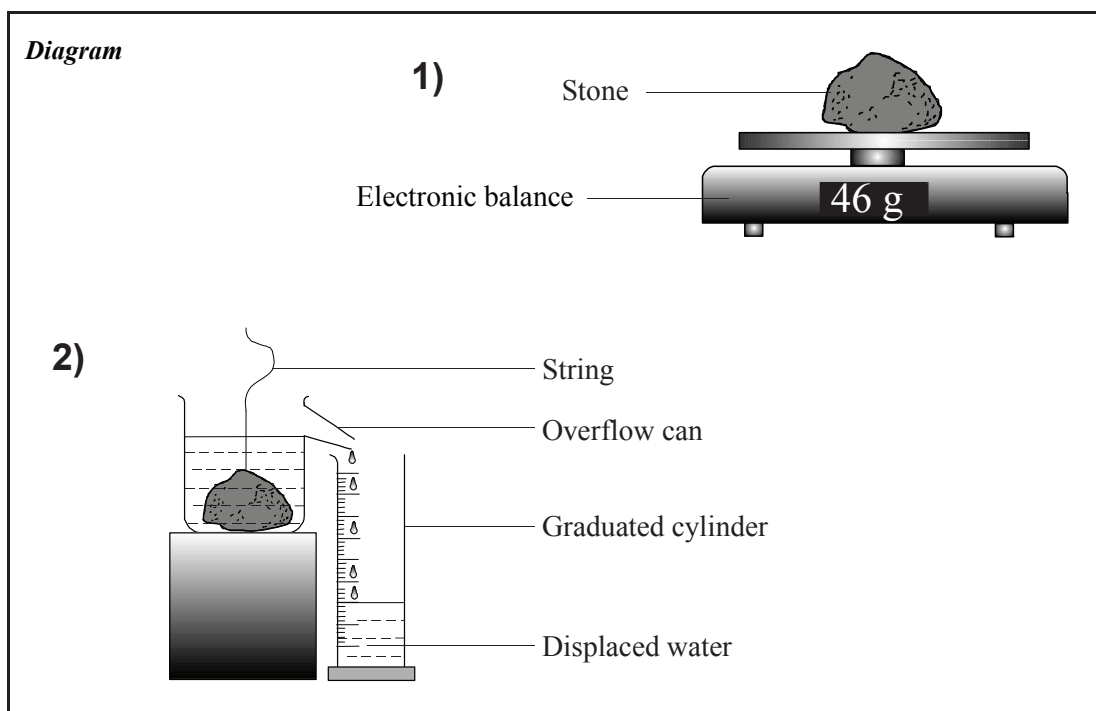 Diagram
1)
Stone
Electronic balance
46 g
2)
String
Overflow can
Graduated cylinder
Displaced water